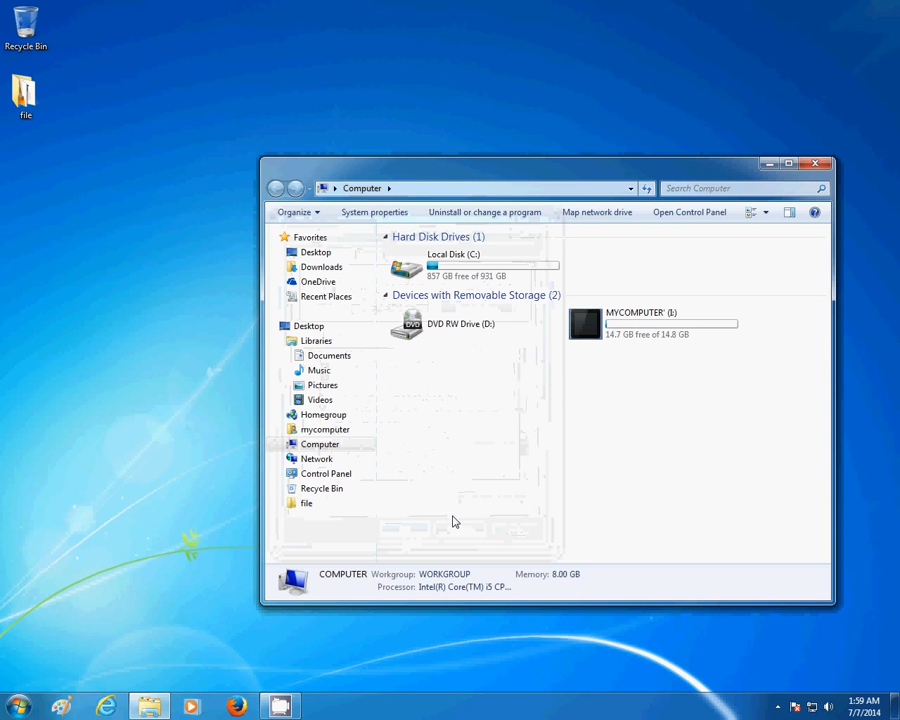 Recycle Bin
file
Computer
Search Computer
Organize
System properties
Uninstall or change a program
Map network drive
Open Control Panel
Favorites
Desktop
Downloads
OneDrive
Recent Places
Desktop
Libraries
Documents
Music
Pictures
Videos
Homegroup
mycomputer
Computer
Network
Control Panel
Recycle Bin
file
Hard Disk Drives (1)
Local Disk (C:)
857 GB free of 931 GB
Devices with Removable Storage (2)
DVD
DVD RW Drive (D:)
MYCOMPUTER' (I:)
14.7 GB free of 14.8 GB
COMPUTER Workgroup: WORKGROUP Memory: 8.00 GB
Processor: Intel(R) Core(TM) i5 CP...
1:59 AM
7/7/2014